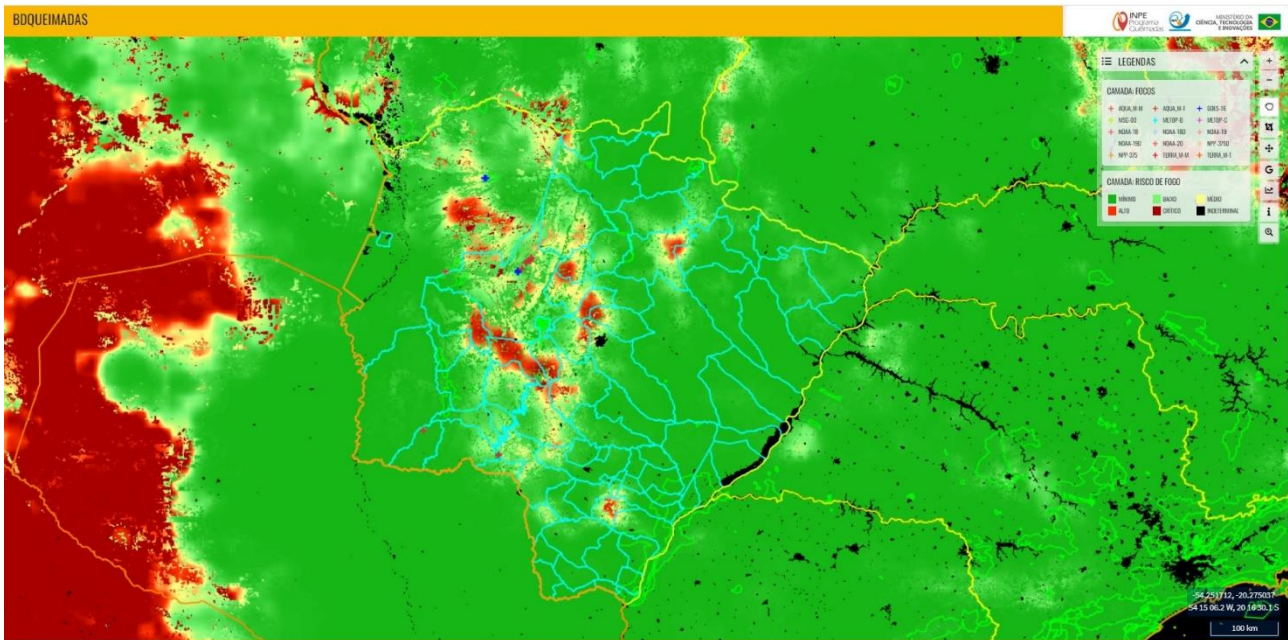 BDQUEIMADAS
INPE
Programa
Queimadas
MINISTÉRIO DA
CIÊNCIA, TECNOLOGIA
E INOVAÇÕES
LEGENDAS
CAMADA: FOCOS
AQUA_M-M AQUA_M-T GOES-16
MSG-03 METOP-B METOP-C
NOAA-18 NOAA-18D NOAA-19
NOAA-19D NOAA-20 NPP-375D
NPP-375 TERRA_M-M TERRA_M-T
CAMADA: RISCO DE FOGO
MÍNIMO BAIXO MÉDIO
ALTO CRÍTICO
-54.251712, -20.275037
54 15 06.2 W, 20 16 30.1 S
100 km